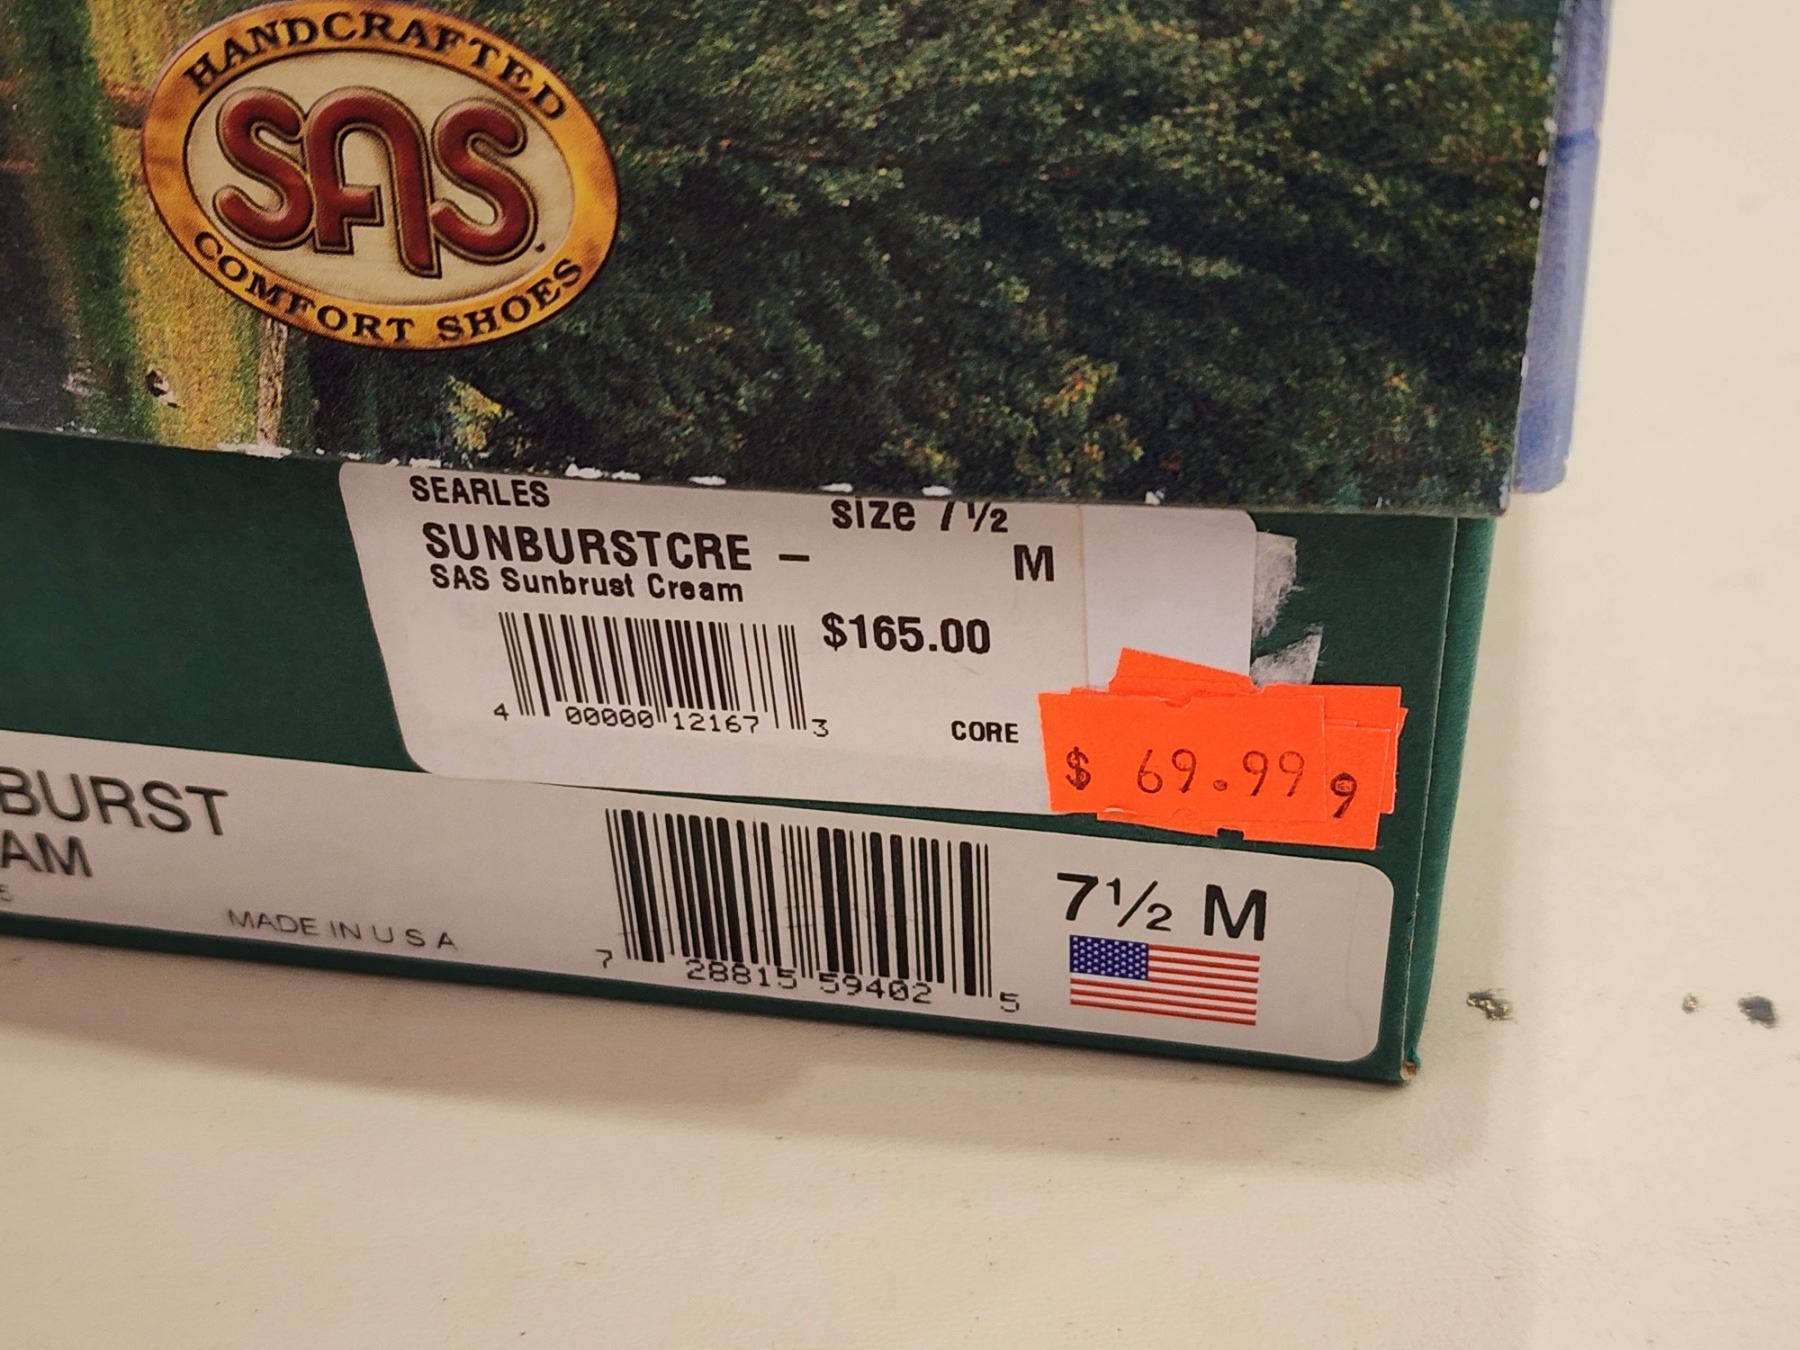 HANDCRAFTED
SAS
COMFORT SHOES
SEARLES
size 7½
SUNBURSTCRE –
M
SAS Sunbrust Cream
$165.00
4 00000 12167 3
CORE
$ 69.99
9
BURST
AM
MADE IN U S A
7 28815 59402 5
7½ M